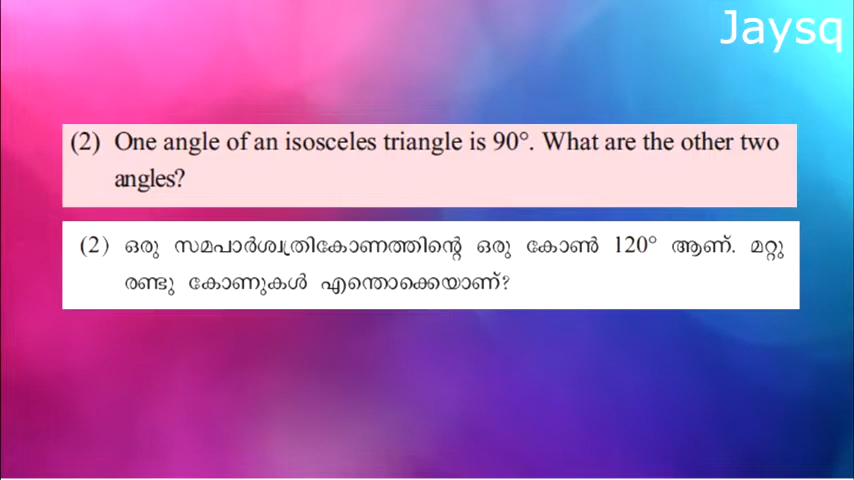 Jaysq
(2) One angle of an isosceles triangle is 90°. What are the other two
angles?
(2) ഒരു സമപാർശ്വത്രികോണത്തിന്റെ ഒരു കോൺ 120° ആണ്. മറ്റു
രണ്ടു കോണുകൾ എന്തൊക്കെയാണ്?